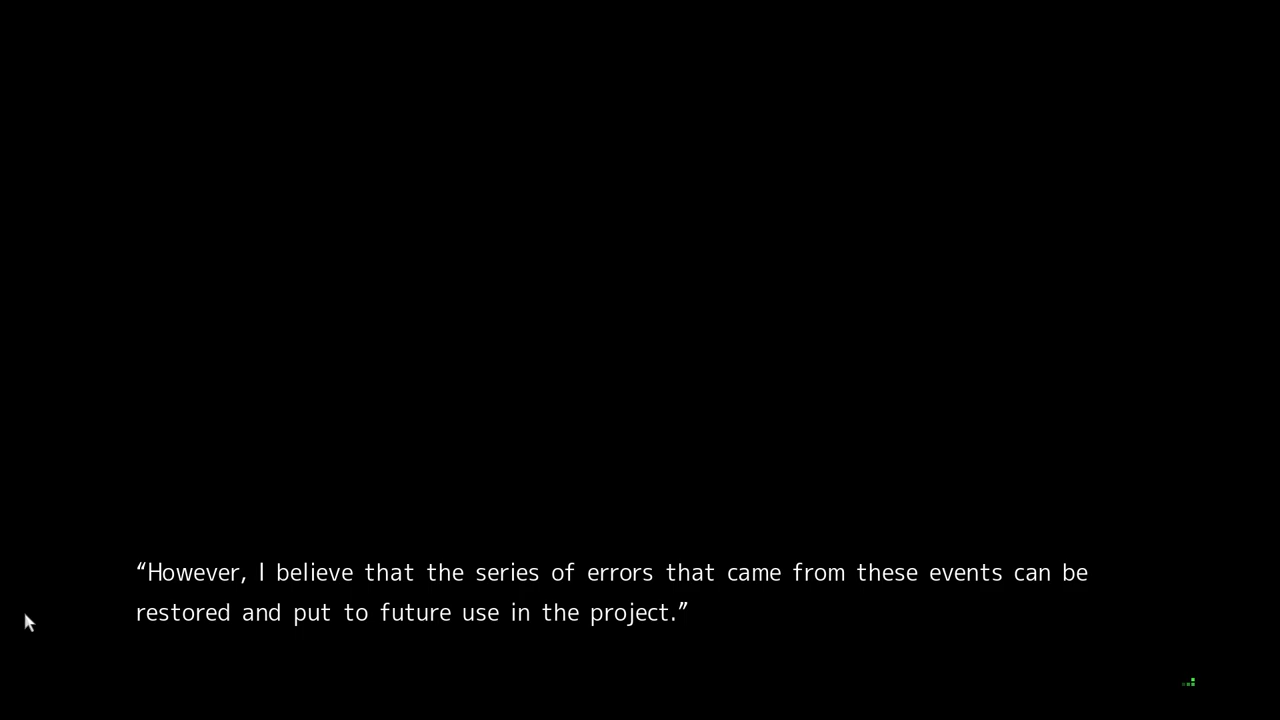 “However, I believe that the series of errors that came from these events can be
restored and put to future use in the project.”